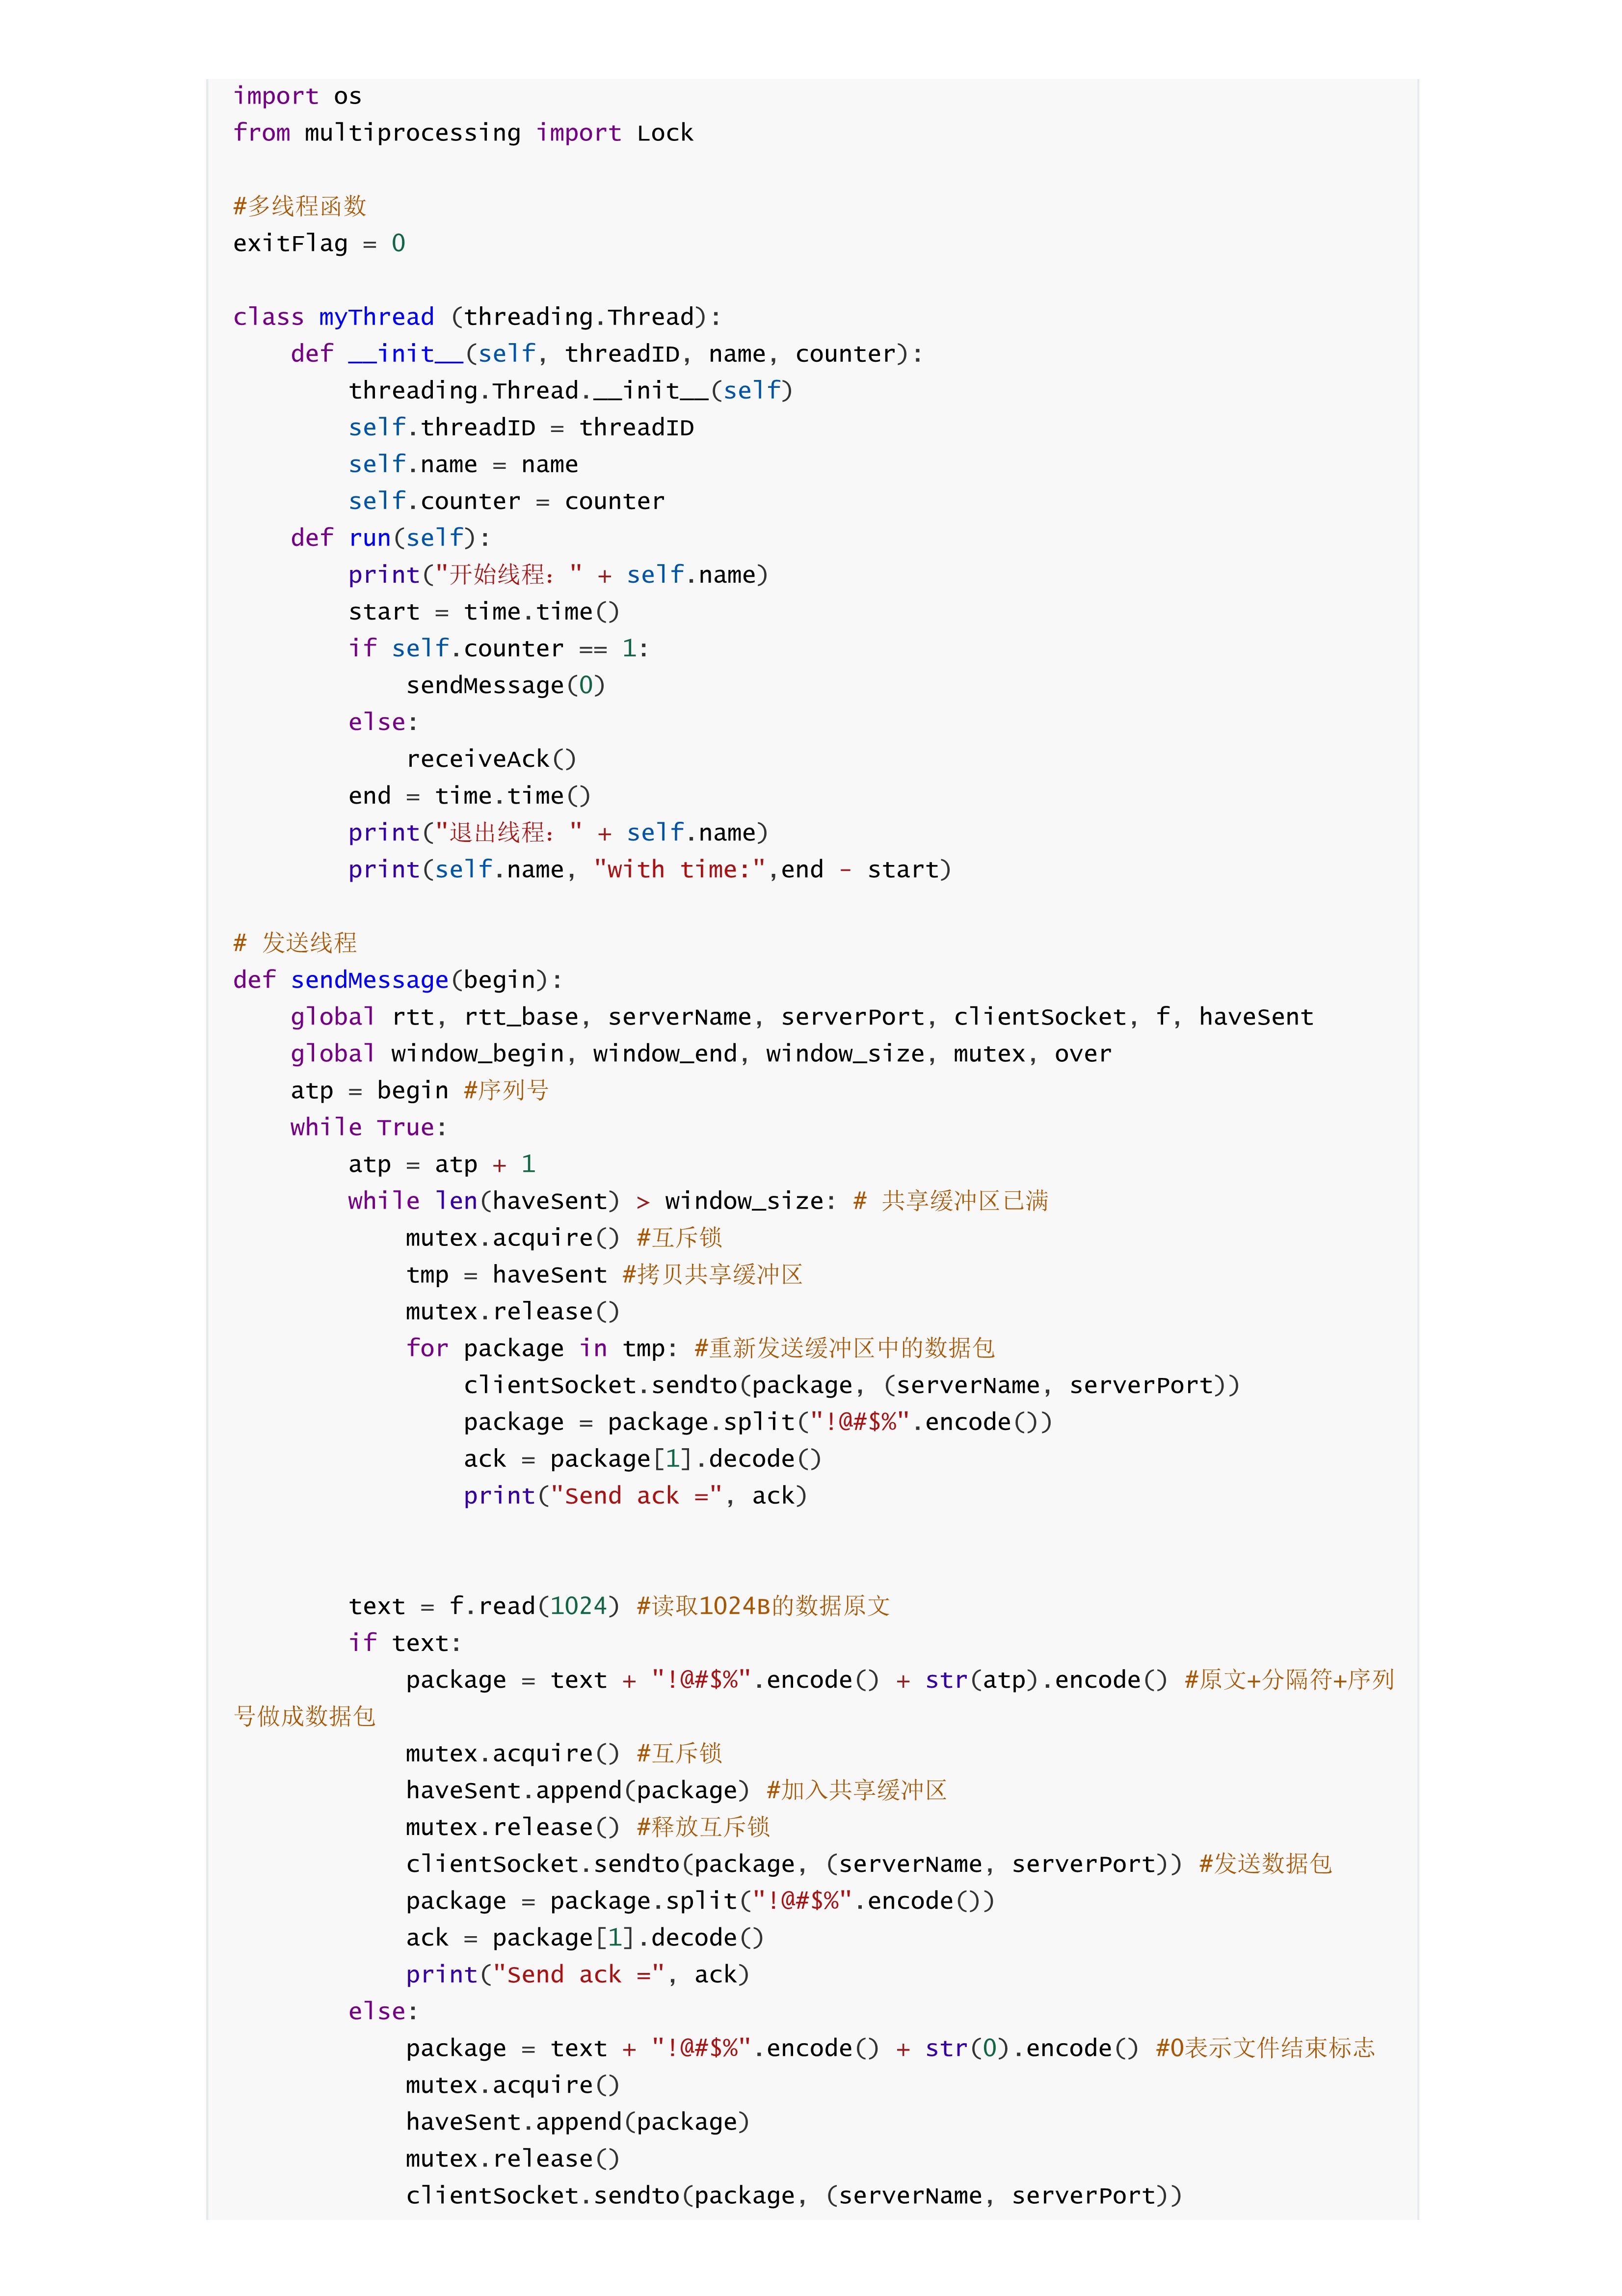 import os
from multiprocessing import Lock

#多线程函数
exitFlag = 0

class myThread (threading.Thread):
    def __init__(self, threadID, name, counter):
        threading.Thread.__init__(self)
        self.threadID = threadID
        self.name = name
        self.counter = counter
    def run(self):
        print("开始线程：" + self.name)
        start = time.time()
        if self.counter == 1:
            sendMessage(0)
        else:
            receiveAck()
        end = time.time()
        print("退出线程：" + self.name)
        print(self.name, "with time:",end - start)

# 发送线程
def sendMessage(begin):
    global rtt, rtt_base, serverName, serverPort, clientSocket, f, haveSent
    global window_begin, window_end, window_size, mutex, over
    atp = begin #序列号
    while True:
        atp = atp + 1
        while len(haveSent) > window_size: # 共享缓冲区已满
            mutex.acquire() #互斥锁
            tmp = haveSent #拷贝共享缓冲区
            mutex.release()
            for package in tmp: #重新发送缓冲区中的数据包
                clientSocket.sendto(package, (serverName, serverPort))
                package = package.split("!@#$%".encode())
                ack = package[1].decode()
                print("Send ack =", ack)


        text = f.read(1024) #读取1024B的数据原文
        if text:
            package = text + "!@#$%".encode() + str(atp).encode() #原文+分隔符+序列
号做成数据包
            mutex.acquire() #互斥锁
            haveSent.append(package) #加入共享缓冲区
            mutex.release() #释放互斥锁
            clientSocket.sendto(package, (serverName, serverPort)) #发送数据包
            package = package.split("!@#$%".encode())
            ack = package[1].decode()
            print("Send ack =", ack)
        else:
            package = text + "!@#$%".encode() + str(0).encode() #0表示文件结束标志
            mutex.acquire()
            haveSent.append(package)
            mutex.release()
            clientSocket.sendto(package, (serverName, serverPort))